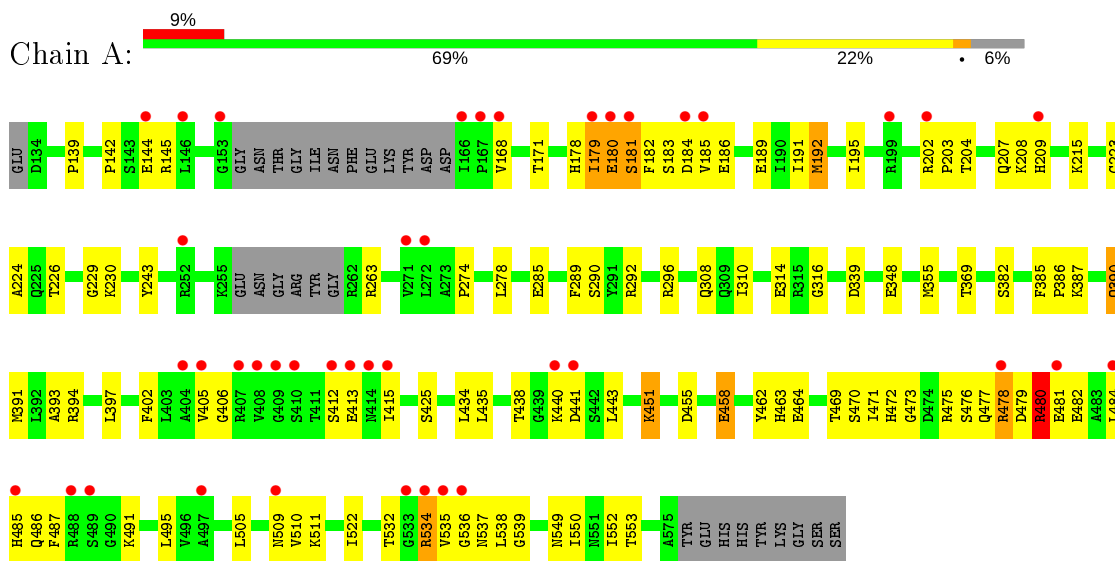 9%
Chain A:
69% 22% • 6%
GLU D134 P139 P142 S143 E144 R145 L146 G153 GLY ASN THR GLY ILE ASN PHE GLU LYS TYR ASP ASP I166 P167 V168 T171 H178 I179 E180 S181 F182 S183 D184 V185 E186 E189 I190 I191 M192 I195 R199 R202 P203 T204 Q207 K208 H209 K215
A224 Q225 T226 G229 K230 Y243 R252 K255 GLU ASN GLY ARG TYR GLY R262 R263 V271 L272 A273 P274 L278 E285 F289 S290 Y291 R292 R296 Q308 Q309 I310 E314 R315 G316 D339 E348 M355 T369 S382 F385 P386 K387
M391 L392 A393 R394 L397 F402 L403 A404 V405 G406 R407 V408 G409 S410 T411 S412 E413 N414 I415 S425 L434 L435 T438 G439 K440 D441 S442 L443 K451 D455 E458 Y462 H463 E464 T469 S470 I471 H472 G473 D474 R475 S476 Q477 R478 D479 R480 E481 E482 A483
H485 Q486 F487 R488 S489 G490 K491 L495 V496 A497 L505 N509 V510 K511 I522 T532 G533 R534 V535 G536 N537 L538 G539 N549 I550 N551 I552 T553 A575 TYR GLU HIS HIS TYR LYS GLY SER SER